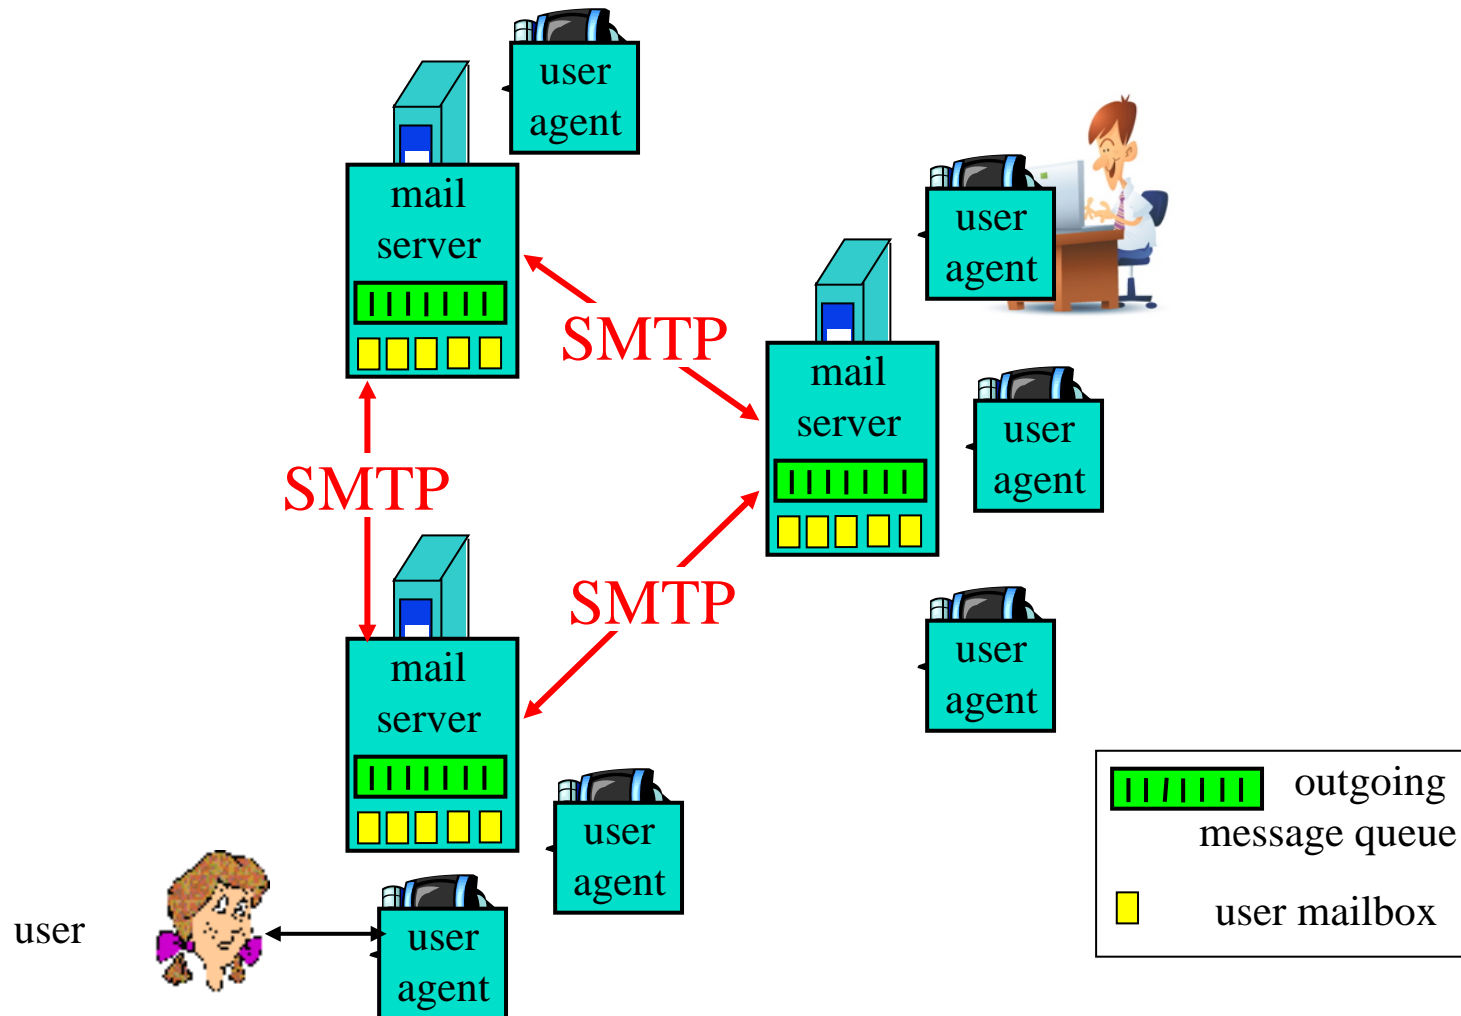 user
agent
mail
server
user
agent
SMTP
mail
server
user
agent
SMTP
SMTP
mail
server
user
agent
user
agent
outgoing
message queue
user mailbox
user
user
agent